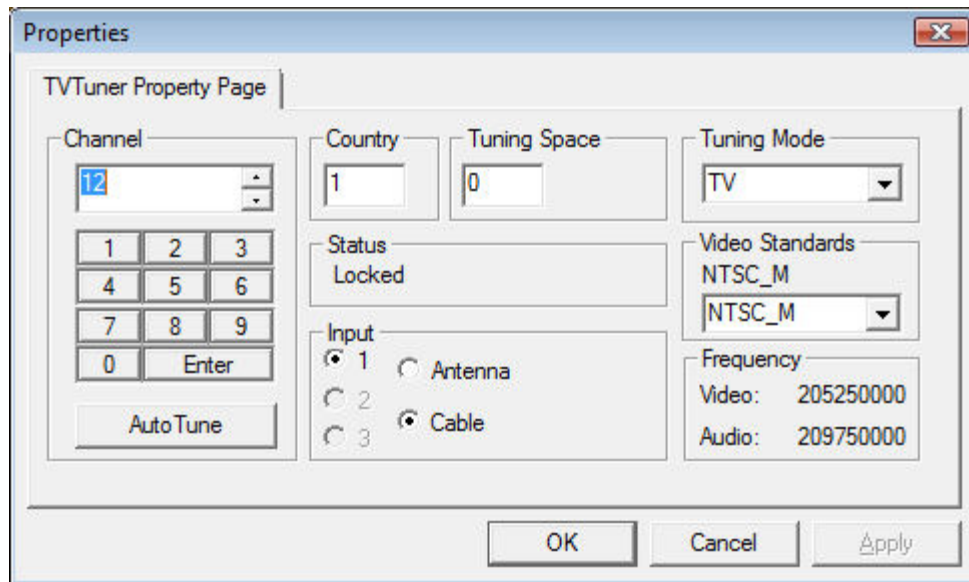 Properties
TVTuner Property Page
Channel
12
1 2 3
4 5 6
7 8 9
0 Enter
AutoTune
Country
1
Tuning Space
0
Status
Locked
Input
1
2
3
Antenna
Cable
Tuning Mode
TV
Video Standards
NTSC_M
NTSC_M
Frequency
Video: 205250000
Audio: 209750000
OK Cancel Apply